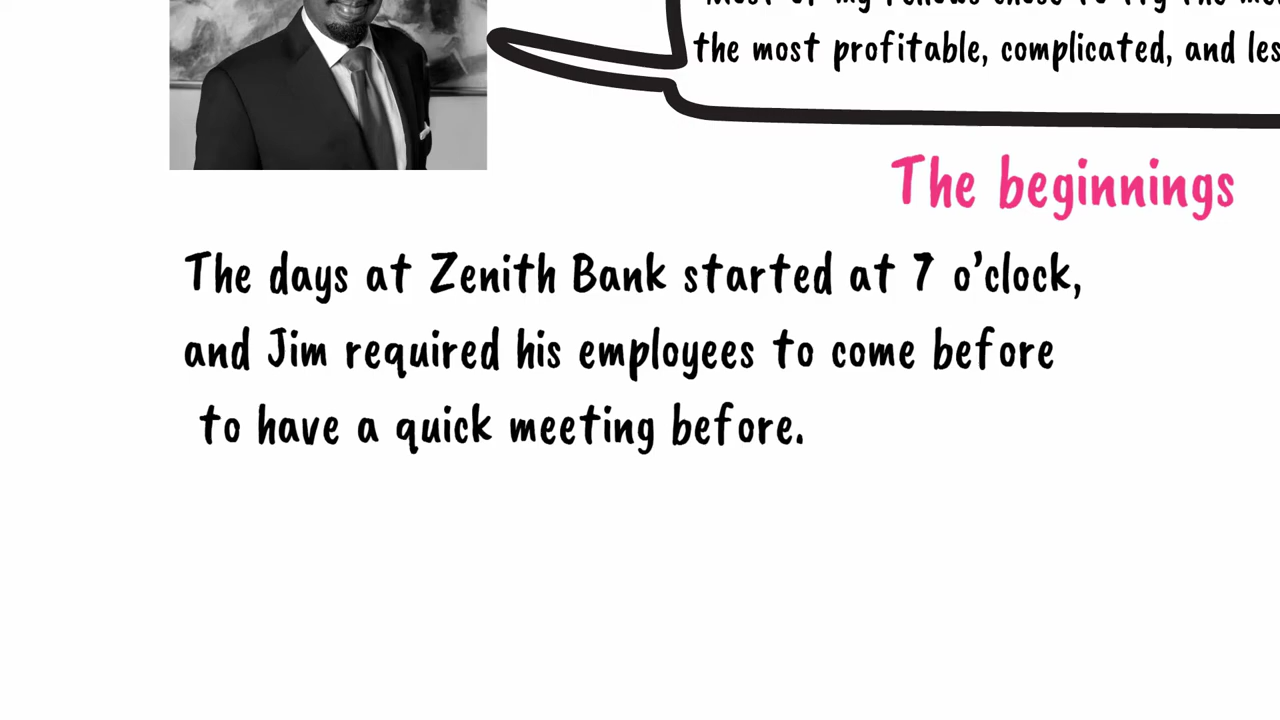 the most profitable, complicated, and
The beginnings
The days at Zenith Bank started at 7 o'clock,
and Jim required his employees to come before
to have a quick meeting before.